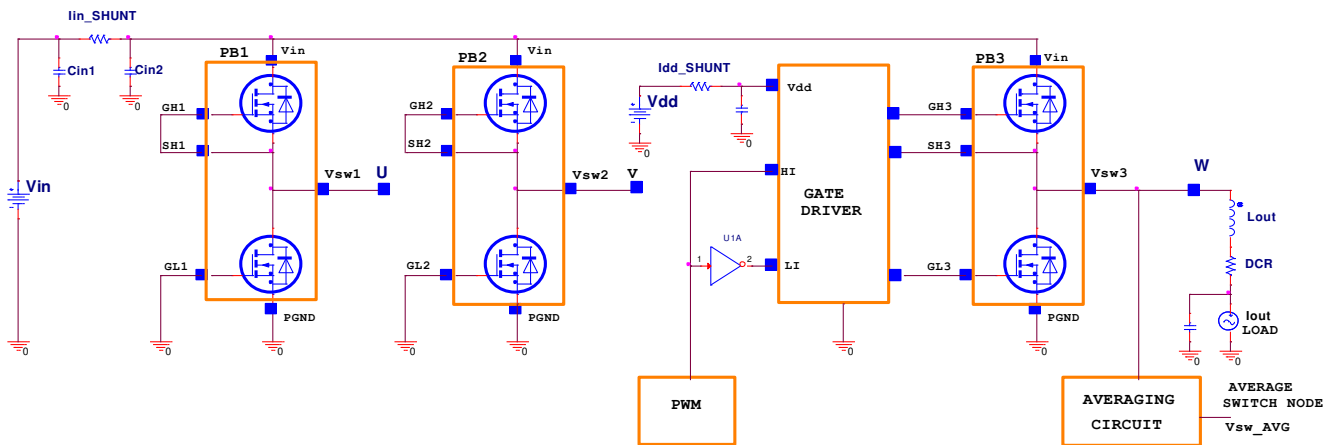 Iin_SHUNT
Cin1
Cin2
Vin
0
0
0
PB1
Vin
GH1
SH1
GL1
Vsw1
U
PGND
0
0
PB2
Vin
GH2
SH2
GL2
Vsw2
V
PGND
0
0
Idd_SHUNT
Vdd
0
0
Vdd
HI
LI
GATE
DRIVER
0
U1A
1
2
PWM
PB3
Vin
GH3
SH3
GL3
Vsw3
PGND
0
W
Lout
DCR
Iout
LOAD
0
0
AVERAGING
CIRCUIT
AVERAGE
SWITCH NODE
Vsw_AVG